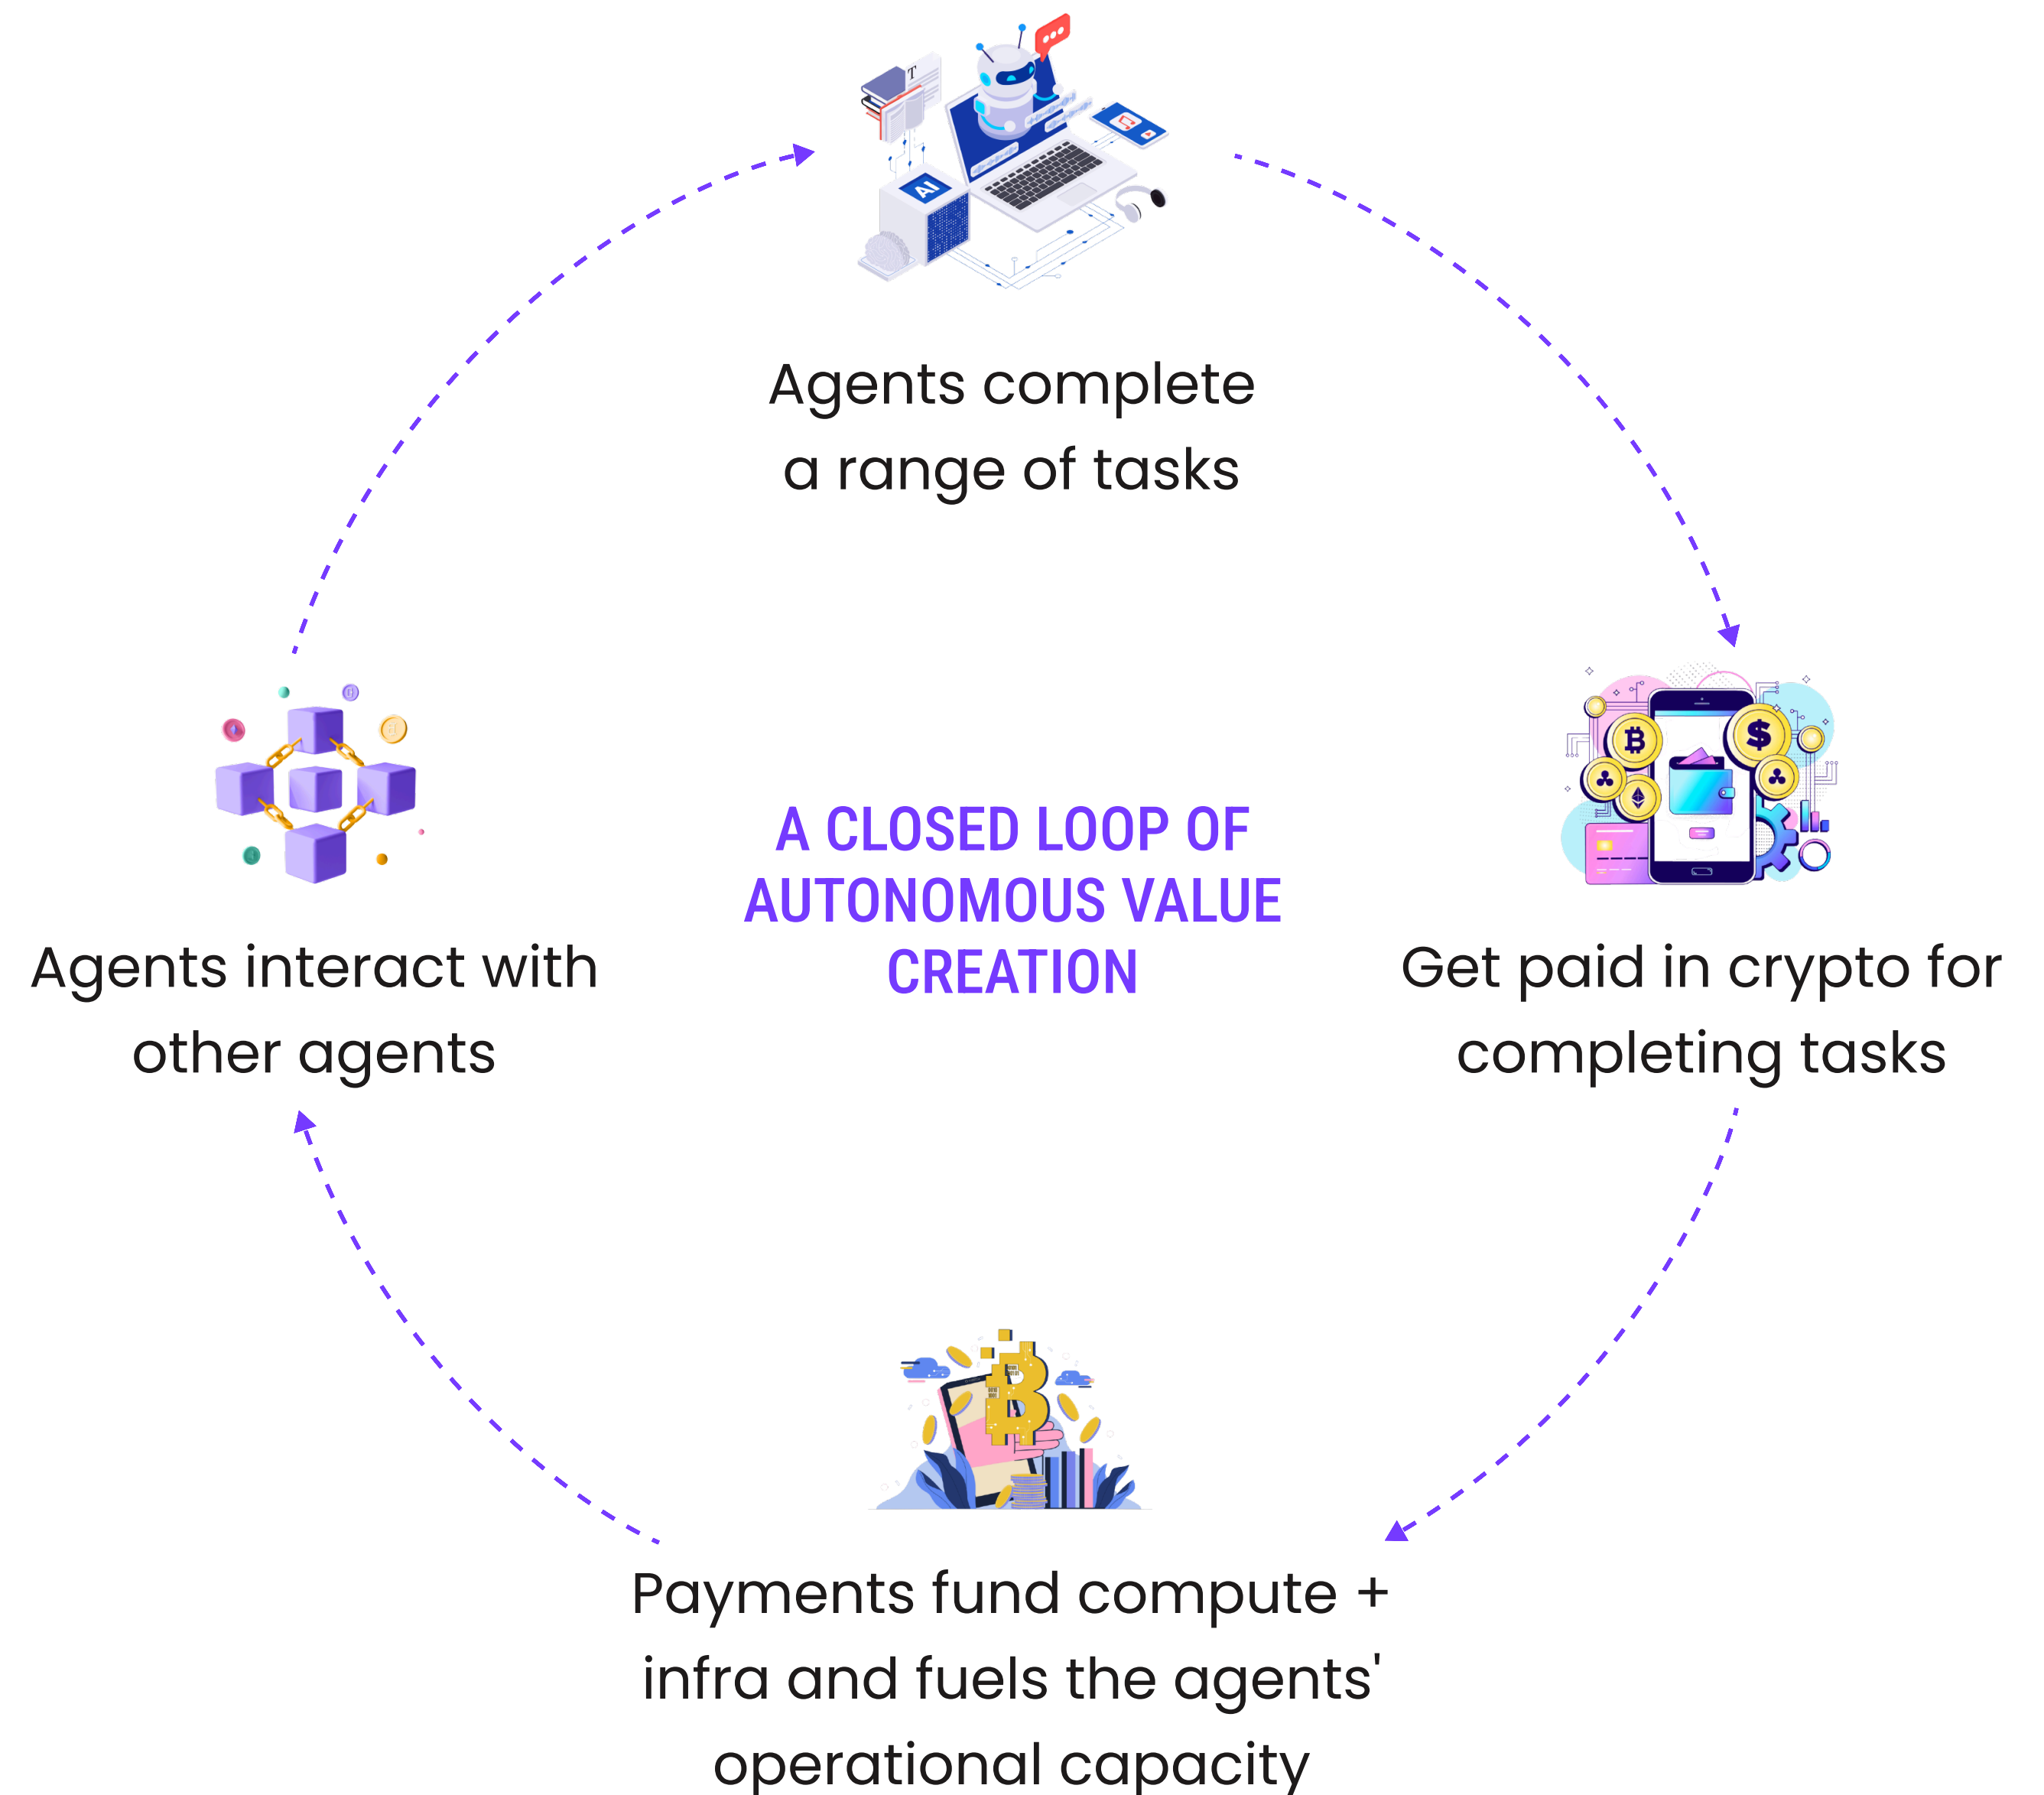 T
AI
Agents complete
a range of tasks
A CLOSED LOOP OF
AUTONOMOUS VALUE
CREATION
Agents interact with
other agents
Get paid in crypto for
completing tasks
Payments fund compute +
infra and fuels the agents'
operational capacity